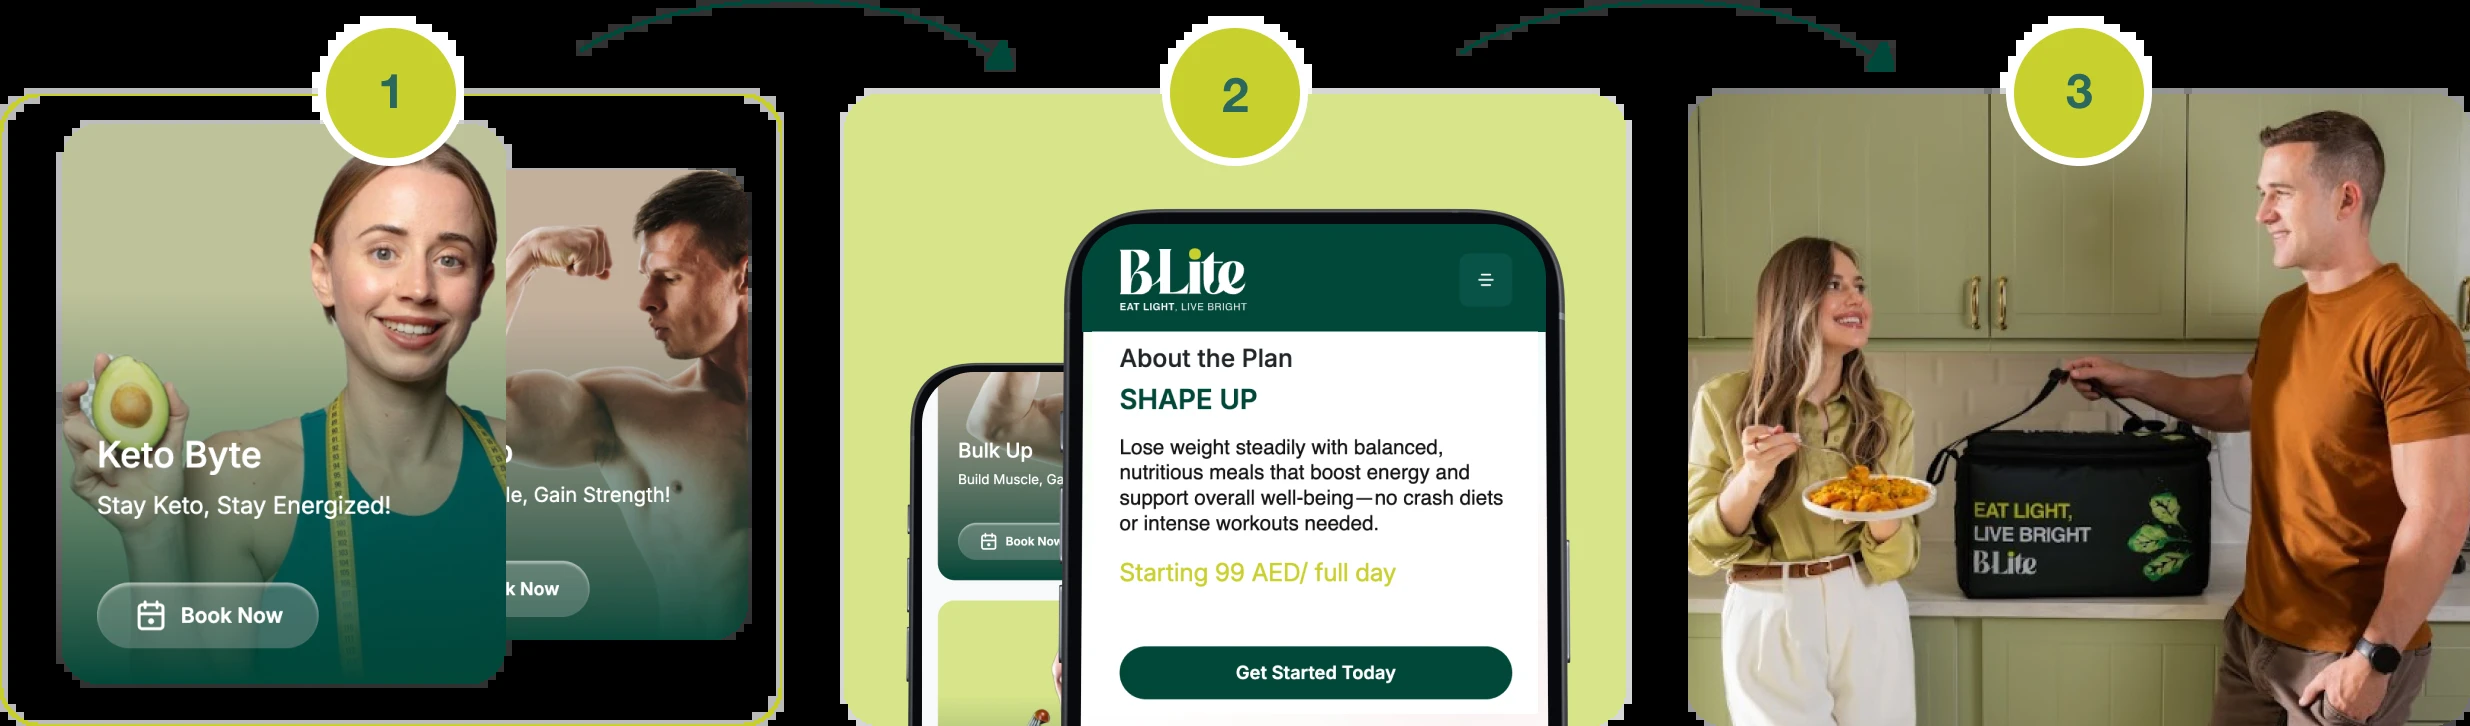 1
2
3
Keto Byte
Stay Keto, Stay Energized!
Book Now
le, Gain Strength!
k Now
Bulk Up
Build Muscle, Ga
Book Now
BLite
EAT LIGHT, LIVE BRIGHT
About the Plan
SHAPE UP
Lose weight steadily with balanced,
nutritious meals that boost energy and
support overall well-being—no crash diets
or intense workouts needed.
Starting 99 AED/ full day
Get Started Today
EAT LIGHT,
LIVE BRIGHT
BLite